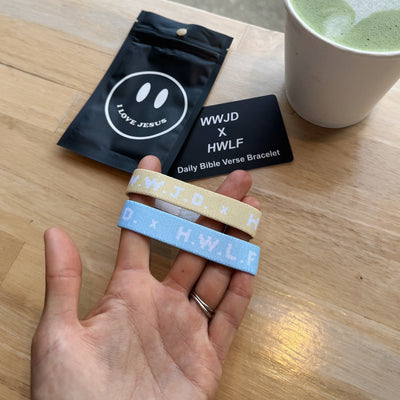 I LOVE JESUS
WWJD
X
HWLF
Daily Bible Verse Bracelet
.W.J.D. x H
D. x H.W.L.F